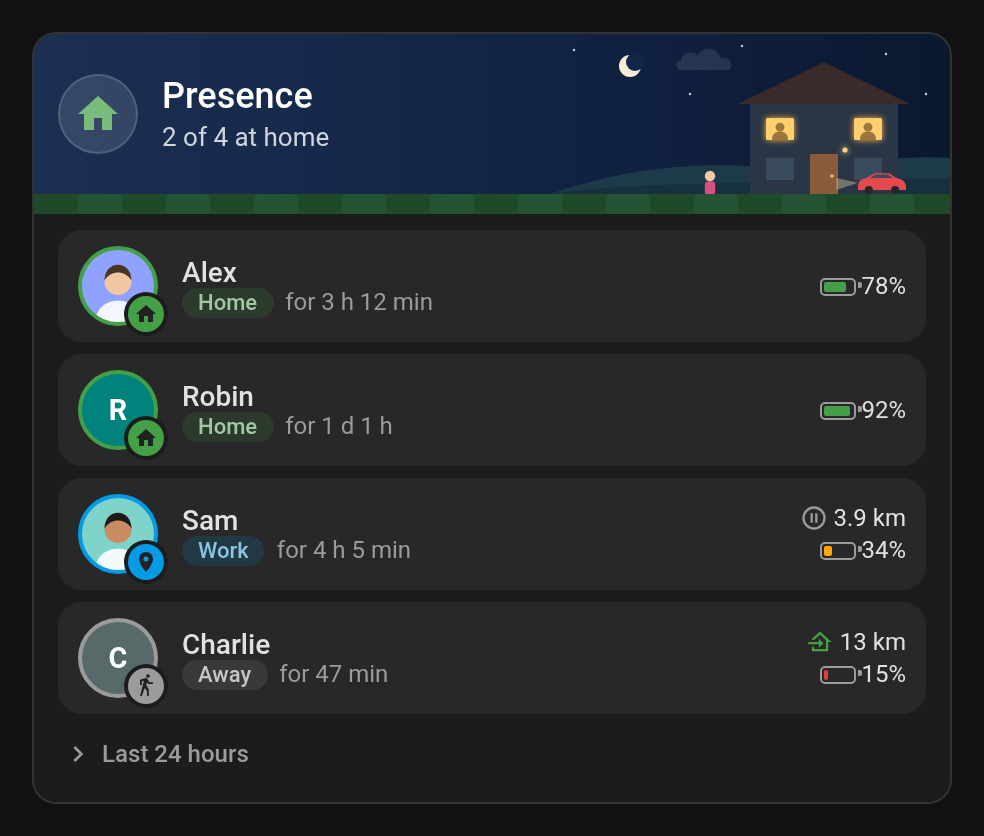 Presence
2 of 4 at home
Alex
Home for 3 h 12 min
78%
R
Robin
Home for 1 d 1 h
92%
Sam
Work for 4 h 5 min
3.9 km
34%
C
Charlie
Away for 47 min
13 km
15%
Last 24 hours